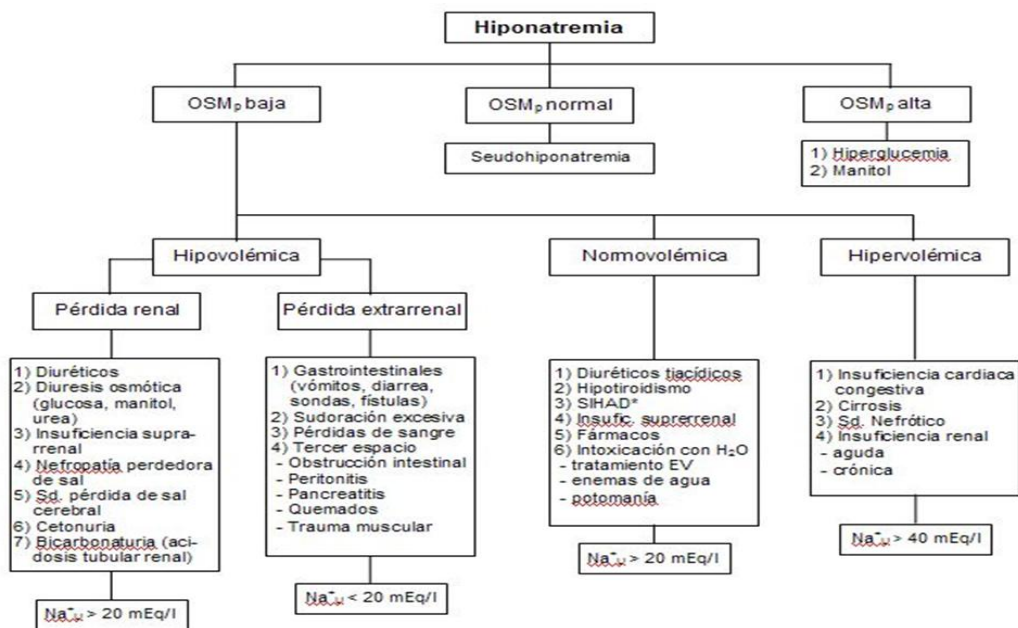 Hiponatremia
OSMₚ baja
OSMₚ normal
OSMₚ alta
Seudohiponatremia
1) Hiperglucemia
2) Manitol
Hipovolémica
Normovolémica
Hipervolémica
Pérdida renal
Pérdida extrarrenal
1) Diuréticos
2) Diuresis osmótica
(glucosa, manitol,
urea)
3) Insuficiencia supra-
rrenal
4) Nefropatía perdedora
de sal
5) Sd. pérdida de sal
cerebral
6) Cetonuria
7) Bicarbonaturia (aci-
dosis tubular renal)
Na⁺ᵤ > 20 mEq/l
1) Gastrointestinales
(vómitos, diarrea,
sondas, fístulas)
2) Sudoración excesiva
3) Pérdidas de sangre
4) Tercer espacio
- Obstrucción intestinal
- Peritonitis
- Pancreatitis
- Quemados
- Trauma muscular
Na⁺ᵤ < 20 mEq/l
1) Diuréticos tiacídicos
2) Hipotiroidismo
3) SIHAD*
4) Insufic. suprerrenal
5) Fármacos
6) Intoxicación con H₂O
- tratamiento EV
- enemas de agua
- potomanía
Na⁺ᵤ > 20 mEq/l
1) Insuficiencia cardiaca
congestiva
2) Cirrosis
3) Sd. Nefrótico
4) Insuficiencia renal
- aguda
- crónica
Na⁺ᵤ > 40 mEq/l